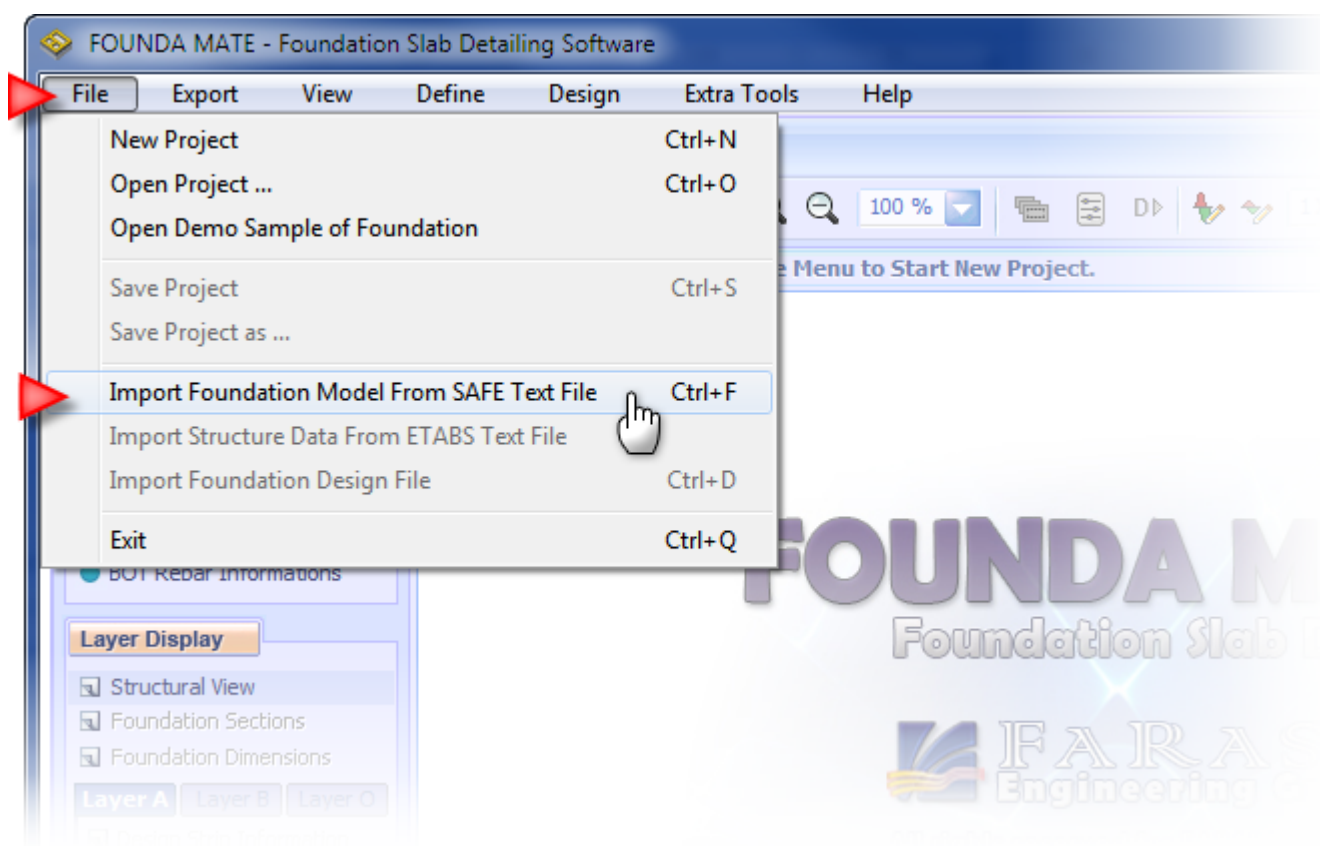 FOUNDA MATE - Foundation Slab Detailing Software
File Export View Define Design Extra Tools Help
New Project Ctrl+N
Open Project ... Ctrl+O
Open Demo Sample of Foundation
100 %
Menu to Start New Project.
Save Project Ctrl+S
Save Project as ...
Import Foundation Model From SAFE Text File Ctrl+F
Import Structure Data From ETABS Text File
Import Foundation Design File Ctrl+D
Exit Ctrl+Q
BOT Rebar Informations
FOUNDA M
Foundation Slab
Layer Display
Structural View
Foundation Sections
Foundation Dimensions
FARAS
Engineering
Layer A Layer B Layer O